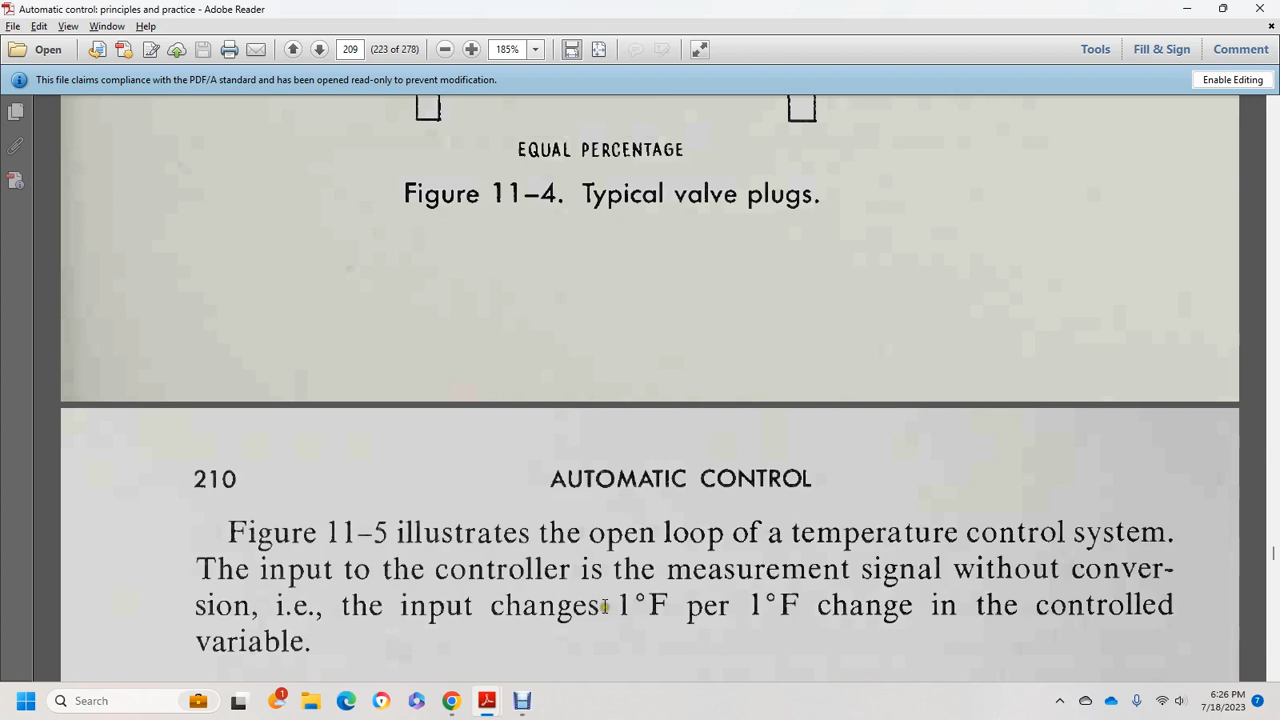 Automatic control: principles and practice - Adobe Reader
File Edit View Window Help
Open 209 (223 of 278) 185% Tools Fill & Sign Comment
This file claims compliance with the PDF/A standard and has been opened read-only to prevent modification. Enable Editing
EQUAL PERCENTAGE
Figure 11–4. Typical valve plugs.
210 AUTOMATIC CONTROL
Figure 11–5 illustrates the open loop of a temperature control system.
The input to the controller is the measurement signal without conver-
sion, i.e., the input changes 1°F per 1°F change in the controlled
variable.
Search 1 6:26 PM
7/18/2023 7